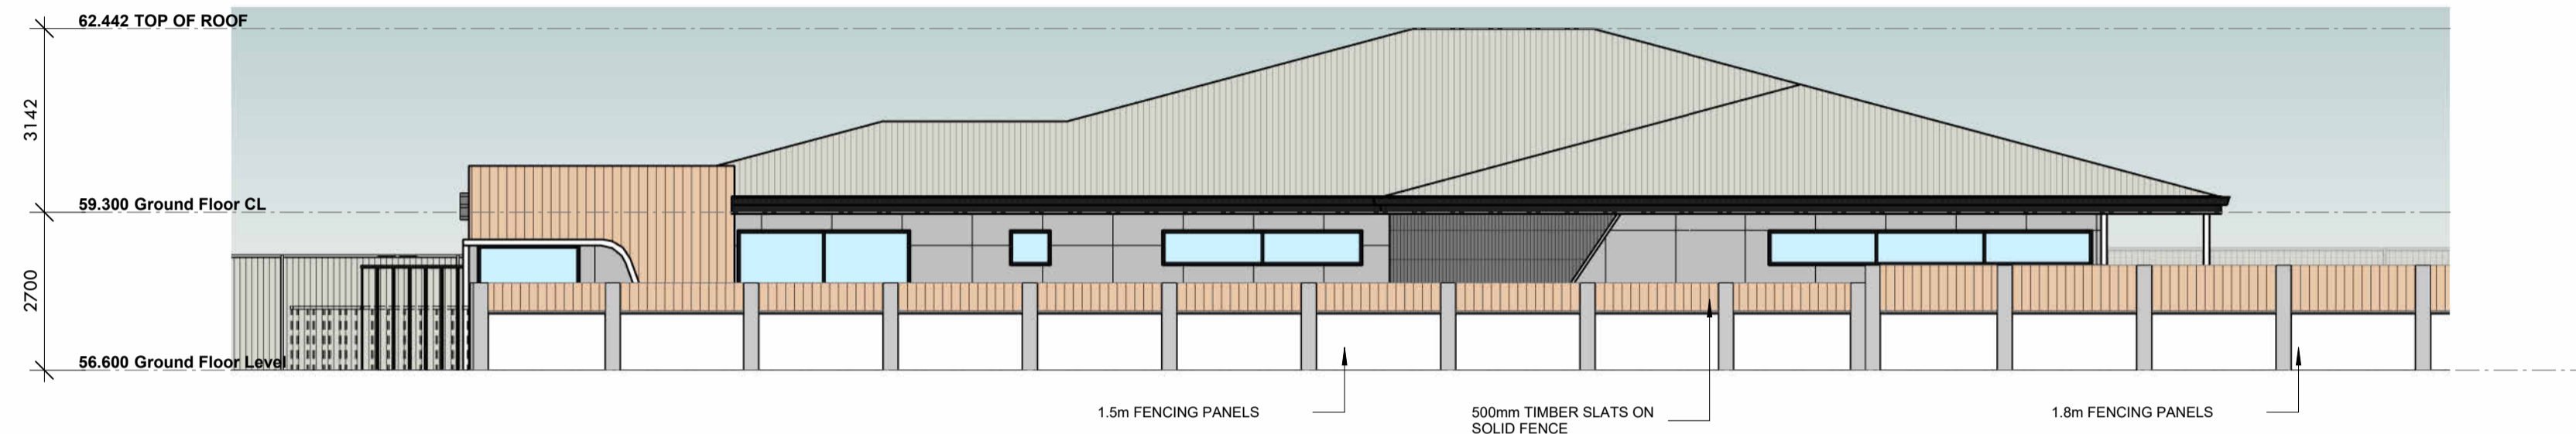 62.442 TOP OF ROOF
3142
59.300 Ground Floor CL
2700
56.600 Ground Floor Level
1.5m FENCING PANELS
500mm TIMBER SLATS ON
SOLID FENCE
1.8m FENCING PANELS